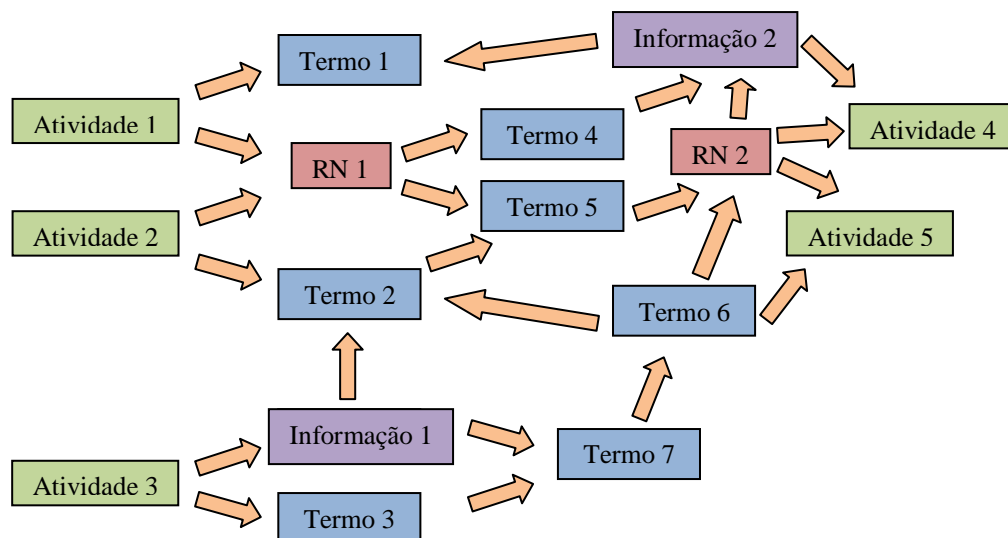 Informação 2
Termo 1
Atividade 1
Termo 4
Atividade 4
RN 1
RN 2
Termo 5
Atividade 2
Atividade 5
Termo 2
Termo 6
Informação 1
Termo 7
Atividade 3
Termo 3